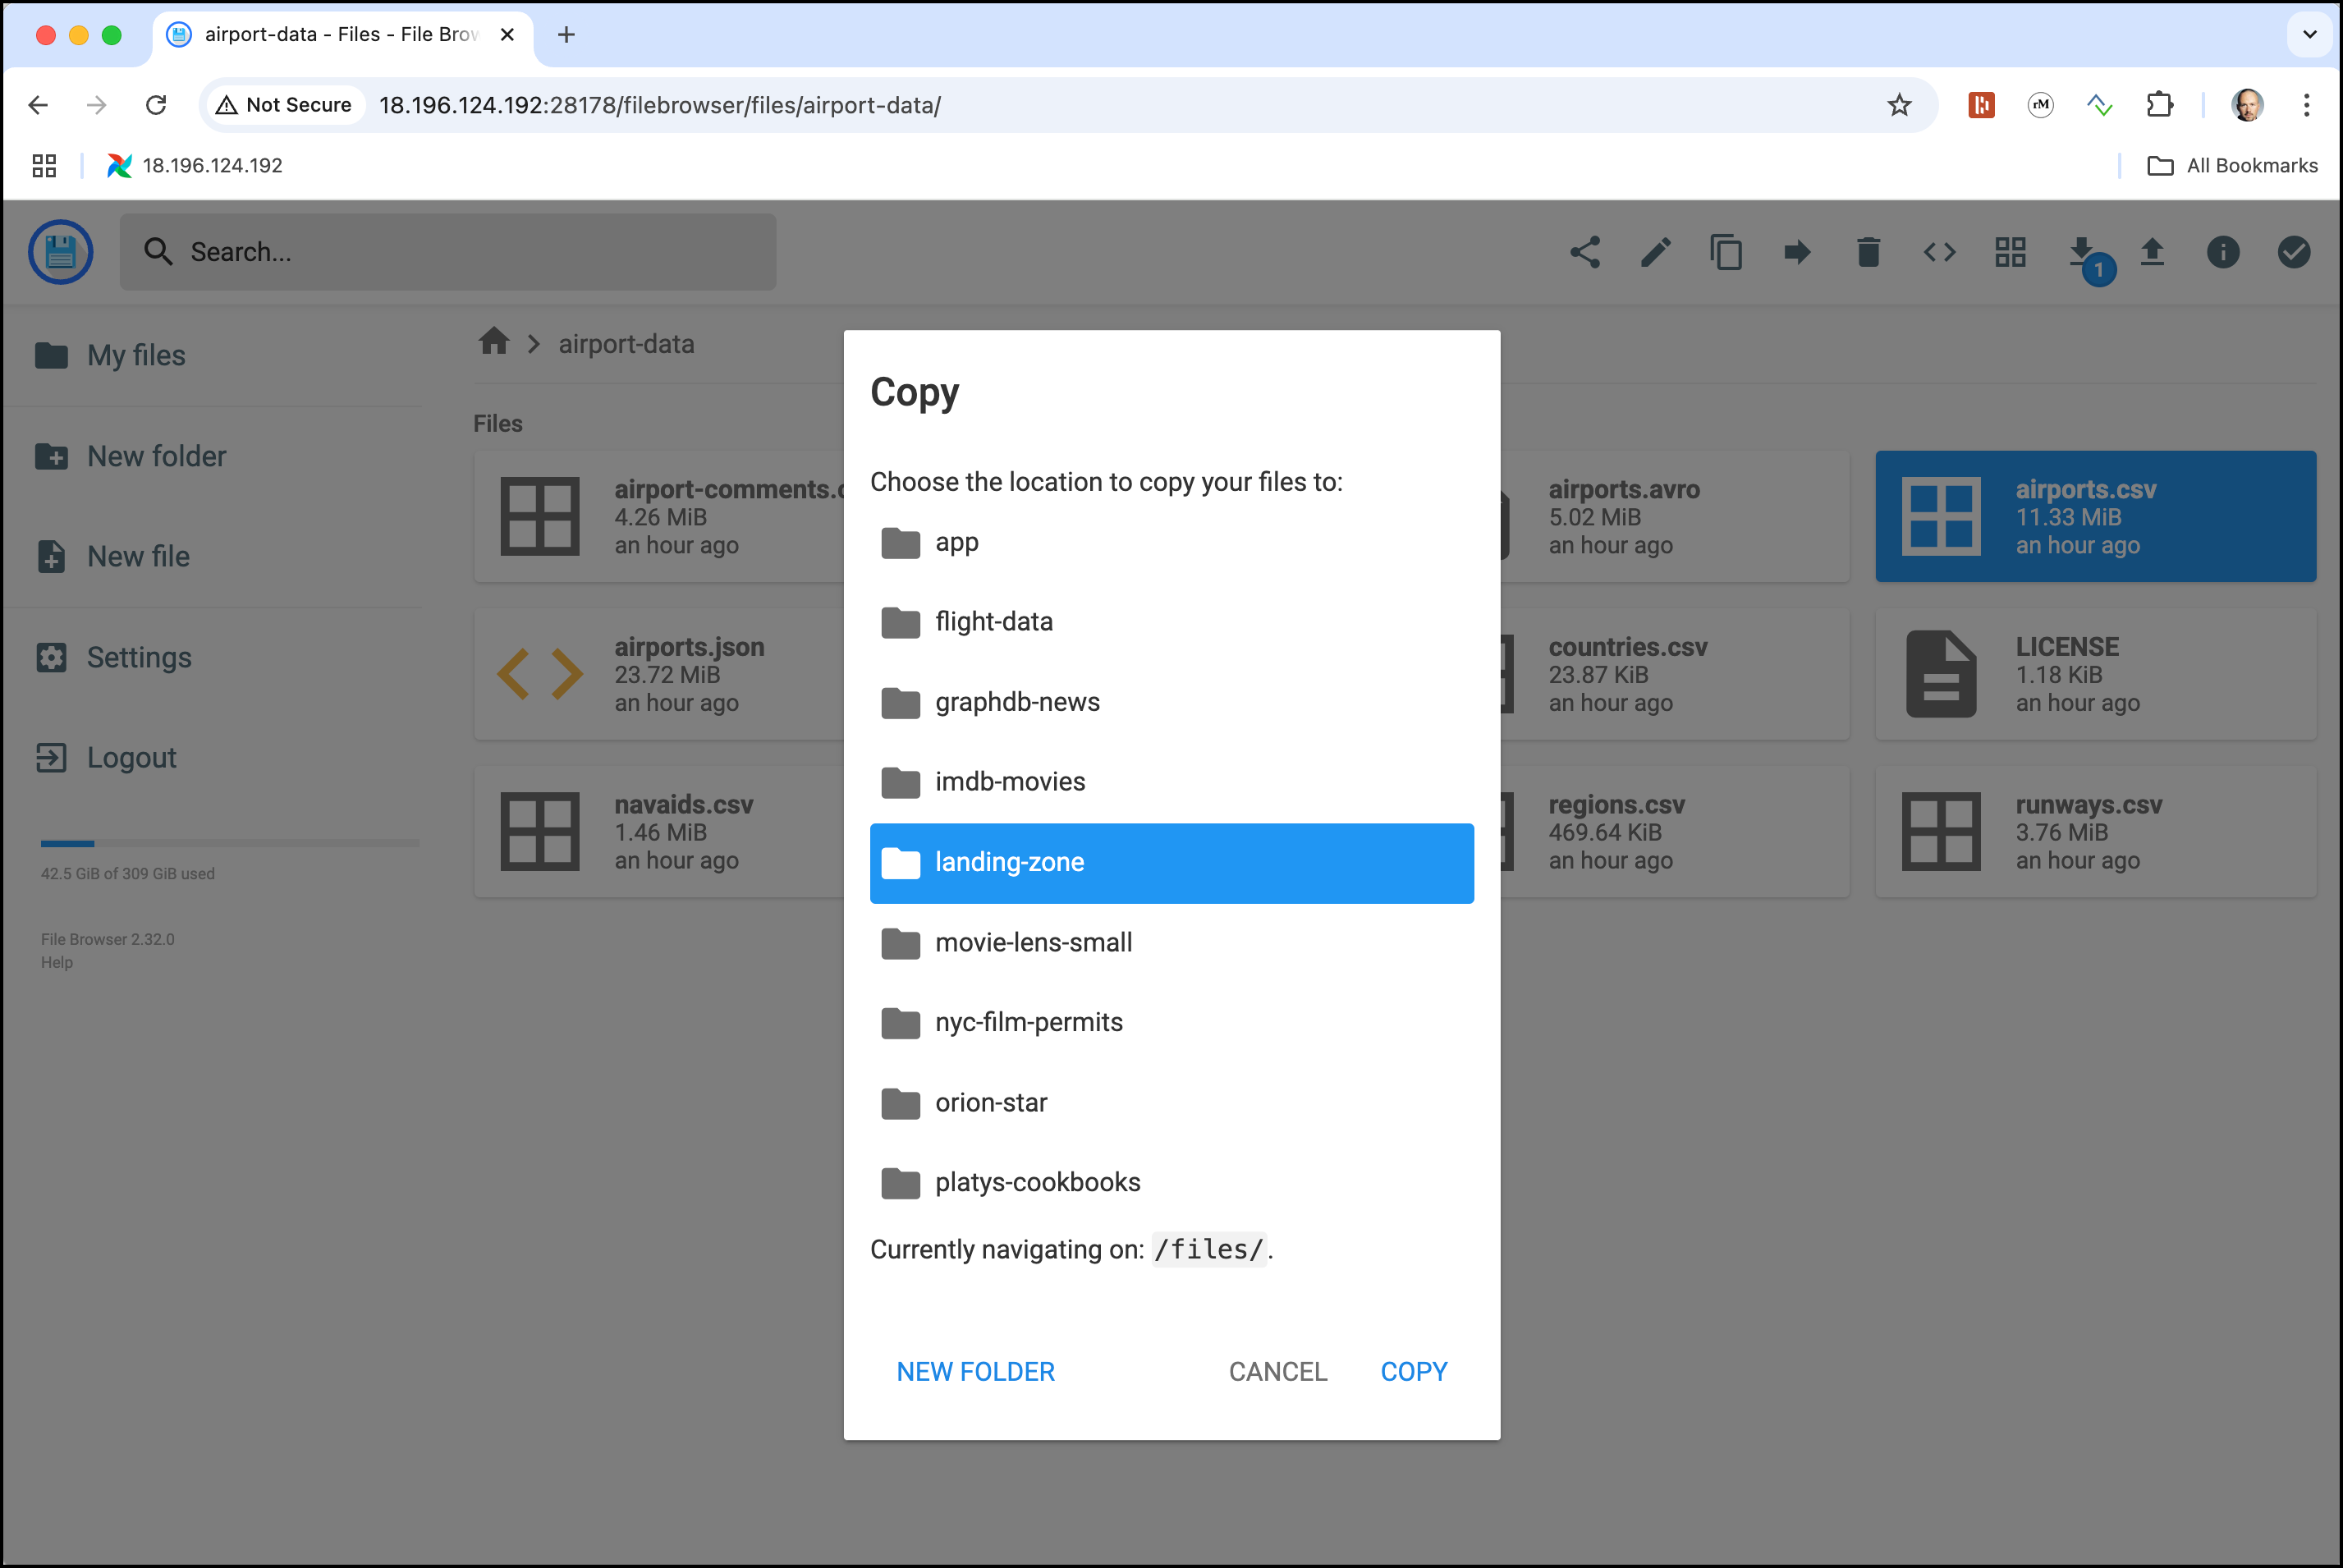 airport-data - Files - File Brow
Not Secure
18.196.124.192:28178/filebrowser/files/airport-data/
rM
18.196.124.192
All Bookmarks
Search...
1
My files
New folder
New file
Settings
Logout
42.5 GiB of 309 GiB used
File Browser 2.32.0
Help
airport-data
Files
airport-comments.c
4.26 MiB
an hour ago
airports.avro
5.02 MiB
an hour ago
airports.csv
11.33 MiB
an hour ago
airports.json
23.72 MiB
an hour ago
countries.csv
23.87 KiB
an hour ago
LICENSE
1.18 KiB
an hour ago
navaids.csv
1.46 MiB
an hour ago
regions.csv
469.64 KiB
an hour ago
runways.csv
3.76 MiB
an hour ago
Copy
Choose the location to copy your files to:
app
flight-data
graphdb-news
imdb-movies
landing-zone
movie-lens-small
nyc-film-permits
orion-star
platys-cookbooks
Currently navigating on: /files/.
NEW FOLDER CANCEL COPY